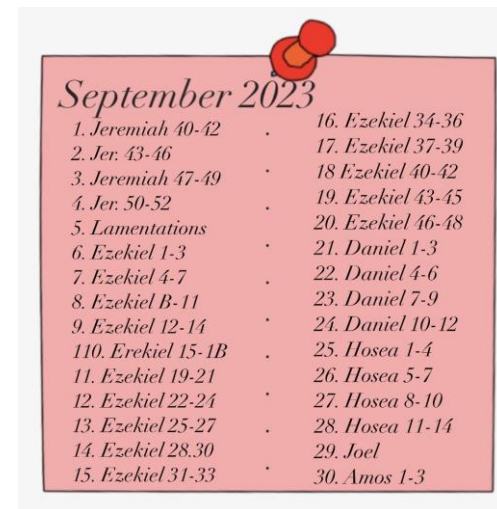 September 2023
1. Jeremiah 40-42
2. Jer. 43-46
3. Jeremiah 47-49
4. Jer. 50-52
5. Lamentations
6. Ezekiel 1-3
7. Ezekiel 4-7
8. Ezekiel B-11
9. Ezekiel 12-14
110. Erekiel 15-1B
11. Ezekiel 19-21
12. Ezekiel 22-24
13. Ezekiel 25-27
14. Ezekiel 28.30
15. Ezekiel 31-33
16. Ezekiel 34-36
17. Ezekiel 37-39
18 Ezekiel 40-42
19. Ezekiel 43-45
20. Ezekiel 46-48
21. Daniel 1-3
22. Daniel 4-6
23. Daniel 7-9
24. Daniel 10-12
25. Hosea 1-4
26. Hosea 5-7
27. Hosea 8-10
28. Hosea 11-14
29. Joel
30. Amos 1-3